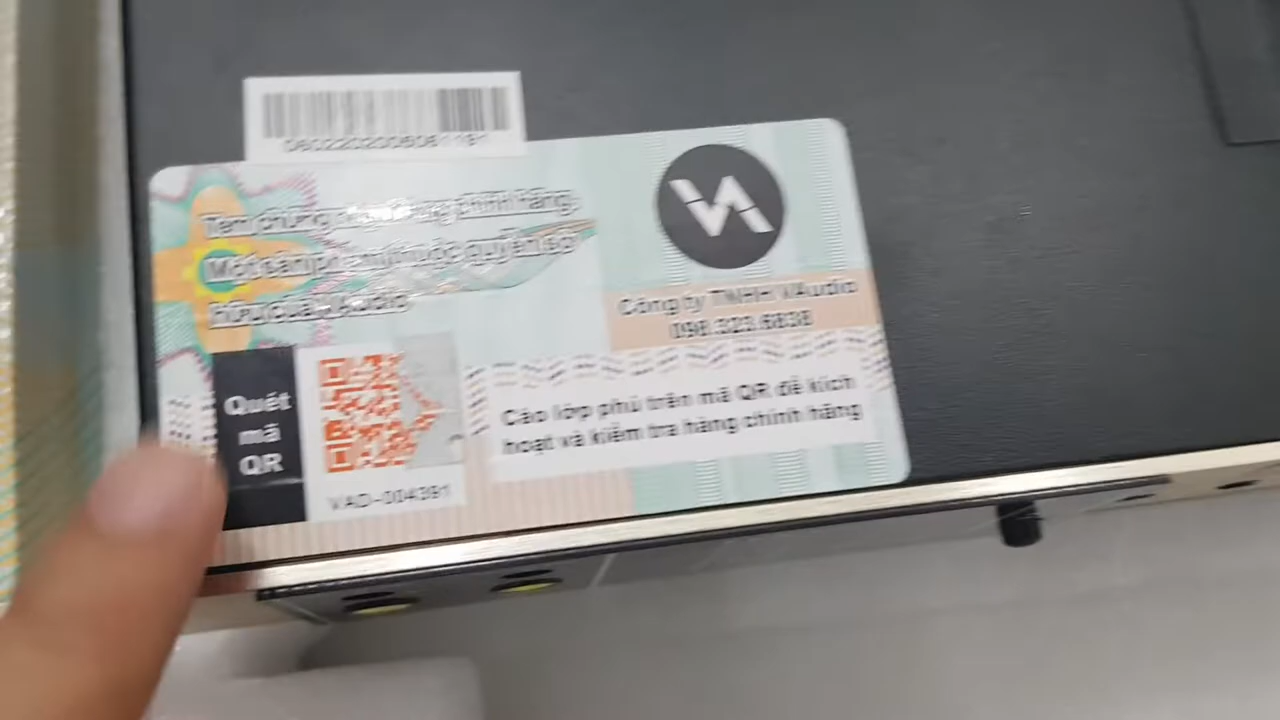 Tem chứng nhận hàng chính hãng.
Một sản phẩm thuộc quyền sở
hữu của VAudio
VA
Công ty TNHH VAudio
098.323.6838
Quét
mã
QR
VAD-004391
Cào lớp phủ trên mã QR để kích
hoạt và kiểm tra hàng chính hãng